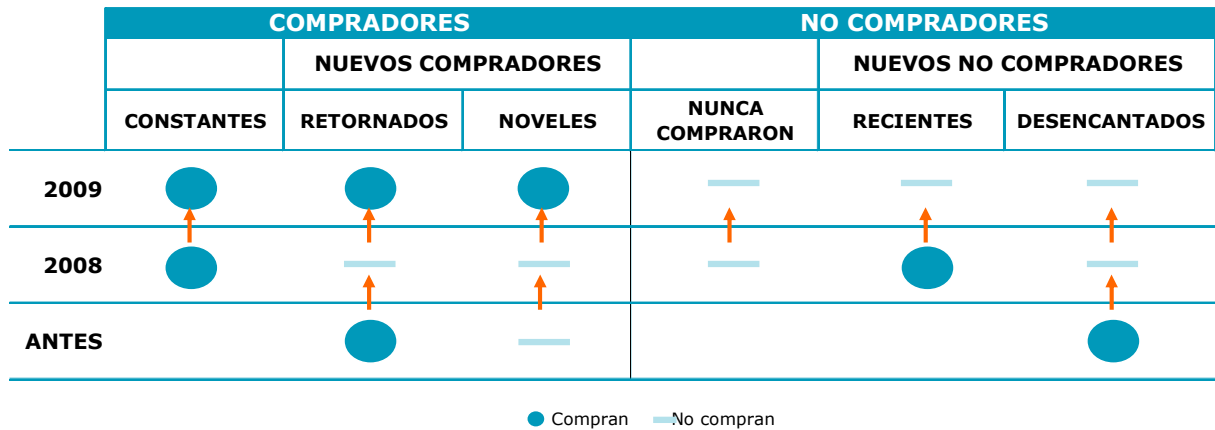 COMPRADORES NO COMPRADORES
NUEVOS COMPRADORES NUEVOS NO COMPRADORES
CONSTANTES RETORNADOS NOVELES NUNCA COMPRARON RECIENTES DESENCANTADOS
2009
2008
ANTES
Compran No compran